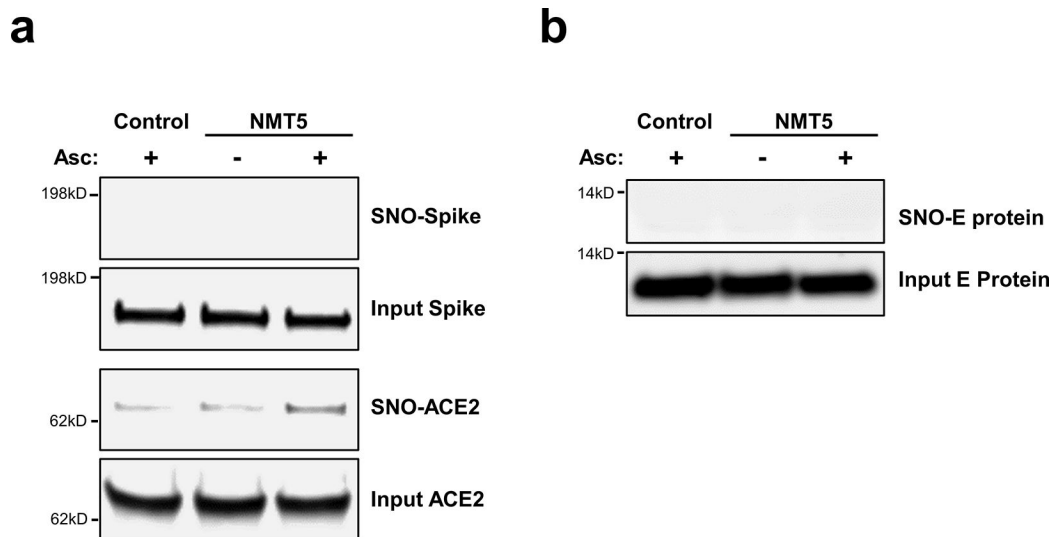 a
Control NMT5
Asc: + - +
198kD
SNO-Spike
198kD
Input Spike
SNO-ACE2
62kD
Input ACE2
62kD
b
Control NMT5
Asc: + - +
14kD
SNO-E protein
14kD
Input E Protein